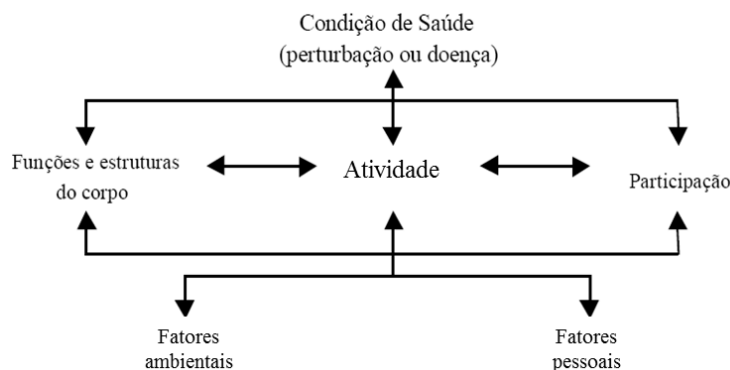 Condição de Saúde
(perturbação ou doença)
Funções e estruturas
do corpo
Atividade
Participação
Fatores
ambientais
Fatores
pessoais